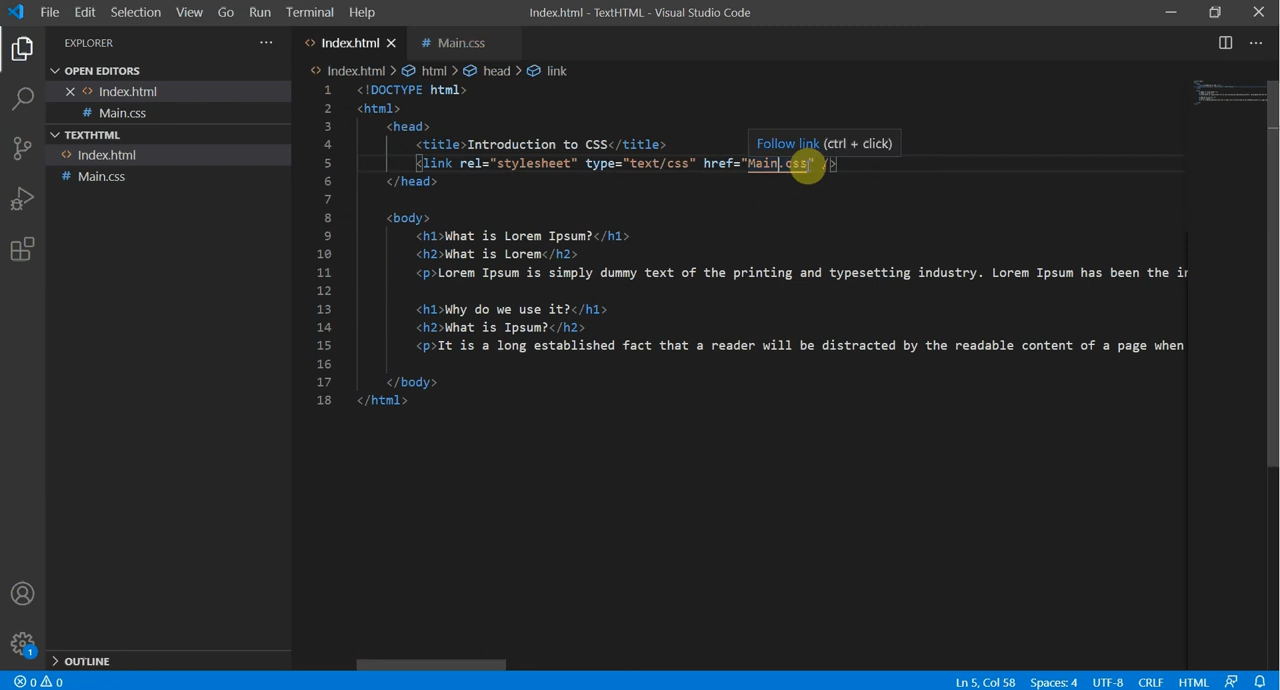 File Edit Selection View Go Run Terminal Help Index.html - TextHTML - Visual Studio Code
EXPLORER
OPEN EDITORS
Index.html
Main.css
TEXTHTML
Index.html
Main.css
OUTLINE
1
Index.html Main.css
Index.html > html > head > link
1 <!DOCTYPE html>
2 <html>
3 <head>
4 <title>Introduction to CSS</title>
Follow link (ctrl + click)
5 <link rel="stylesheet" type="text/css" href="Main.css" />
6 </head>
7
8 <body>
9 <h1>What is Lorem Ipsum?</h1>
10 <h2>What is Lorem</h2>
11 <p>Lorem Ipsum is simply dummy text of the printing and typesetting industry. Lorem Ipsum has been the in
12
13 <h1>Why do we use it?</h1>
14 <h2>What is Ipsum?</h2>
15 <p>It is a long established fact that a reader will be distracted by the readable content of a page when
16
17 </body>
18 </html>
0 0 Ln 5, Col 58 Spaces: 4 UTF-8 CRLF HTML